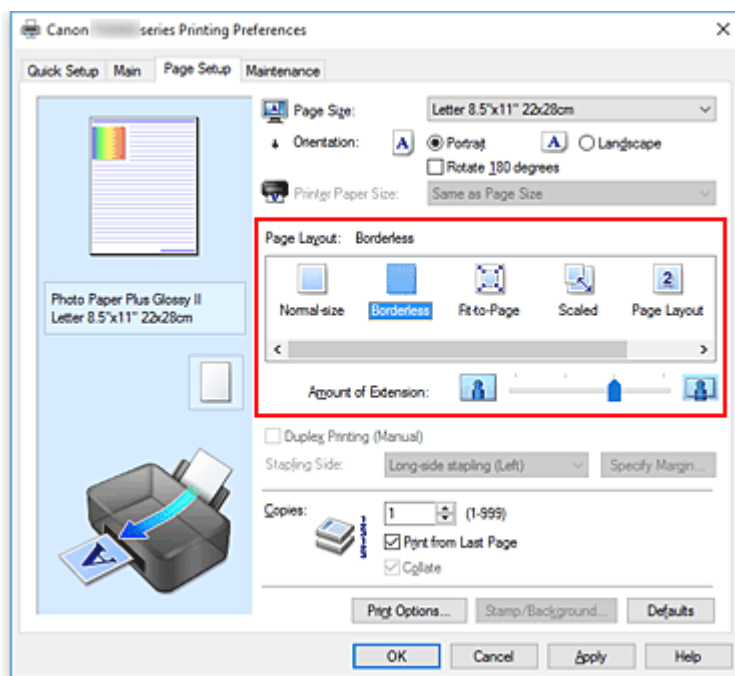 Canon series Printing Preferences
Quick Setup Main Page Setup Maintenance
Page Size: Letter 8.5"x11" 22x28cm
Orientation: A Portrait A Landscape
Rotate 180 degrees
Printer Paper Size: Same as Page Size
Page Layout: Borderless
Normal-size Borderless Fit-to-Page Scaled 2 Page Layout
Photo Paper Plus Glossy II
Letter 8.5"x11" 22x28cm
Amount of Extension:
Duplex Printing (Manual)
Stapling Side: Long-side stapling (Left) Specify Margin...
Copies: 1 (1-999)
Print from Last Page
Collate
A
Print Options... Stamp/Background... Defaults
OK Cancel Apply Help